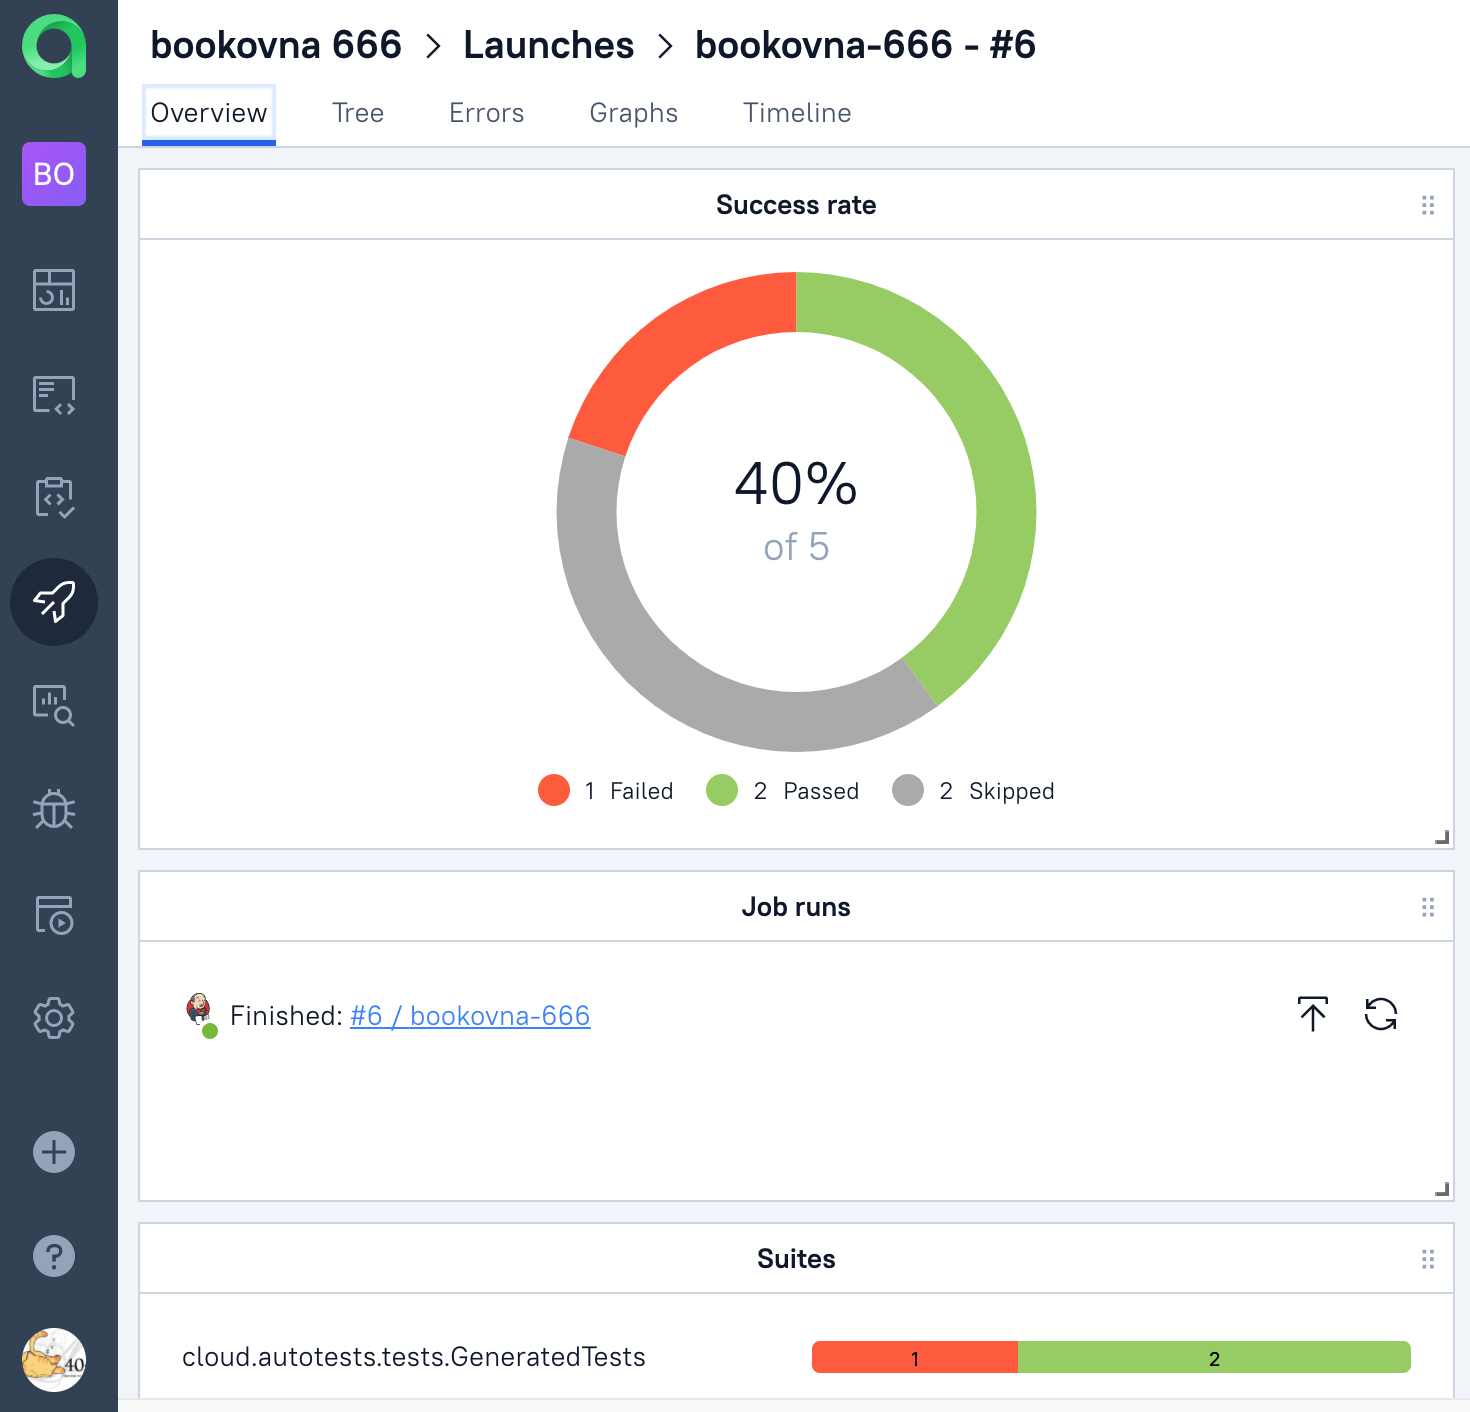 bookovna 666 > Launches > bookovna-666 - #6
Overview Tree Errors Graphs Timeline
BO
Success rate
40%
of 5
1 Failed 2 Passed 2 Skipped
Job runs
Finished: #6 / bookovna-666
Suites
cloud.autotests.tests.GeneratedTests 1 2
?
40